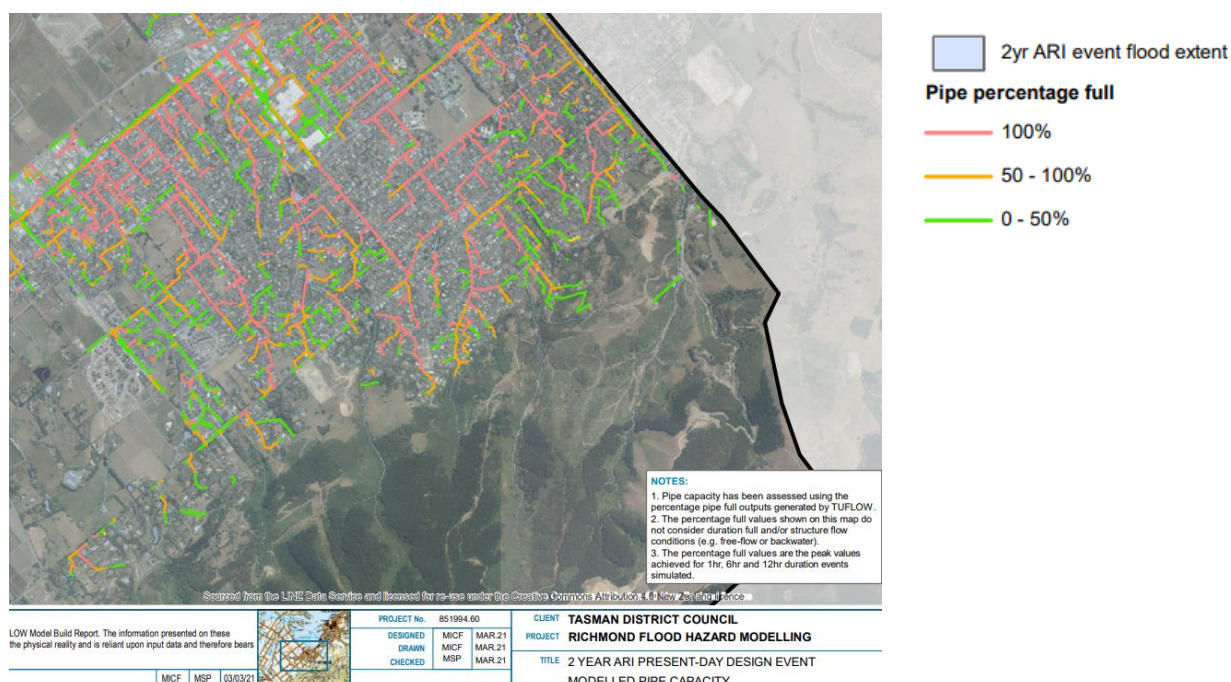 2yr ARI event flood extent
Pipe percentage full
100%
50 - 100%
0 - 50%
NOTES:
1. Pipe capacity has been assessed using the
percentage pipe full outputs generated by TUFLOW.
2. The percentage full values shown on this map do
not consider duration full and/or structure flow
conditions (e.g. free-flow or backwater).
3. The percentage full values are the peak values
achieved for 1hr, 6hr and 12hr duration events
simulated.
Sourced from the LINZ Data Service and licensed for re-use under the Creative Commons Attribution 4.0 New Zealand licence
LOW Model Build Report. The information presented on these
the physical reality and is reliant upon input data and therefore bears
MICF MSP 03/03/21
PROJECT No. 851994.60
DESIGNED MICF MAR.21
DRAWN MICF MAR.21
CHECKED MSP MAR.21
CLIENT TASMAN DISTRICT COUNCIL
PROJECT RICHMOND FLOOD HAZARD MODELLING
TITLE 2 YEAR ARI PRESENT-DAY DESIGN EVENT
MODELLED PIPE CAPACITY